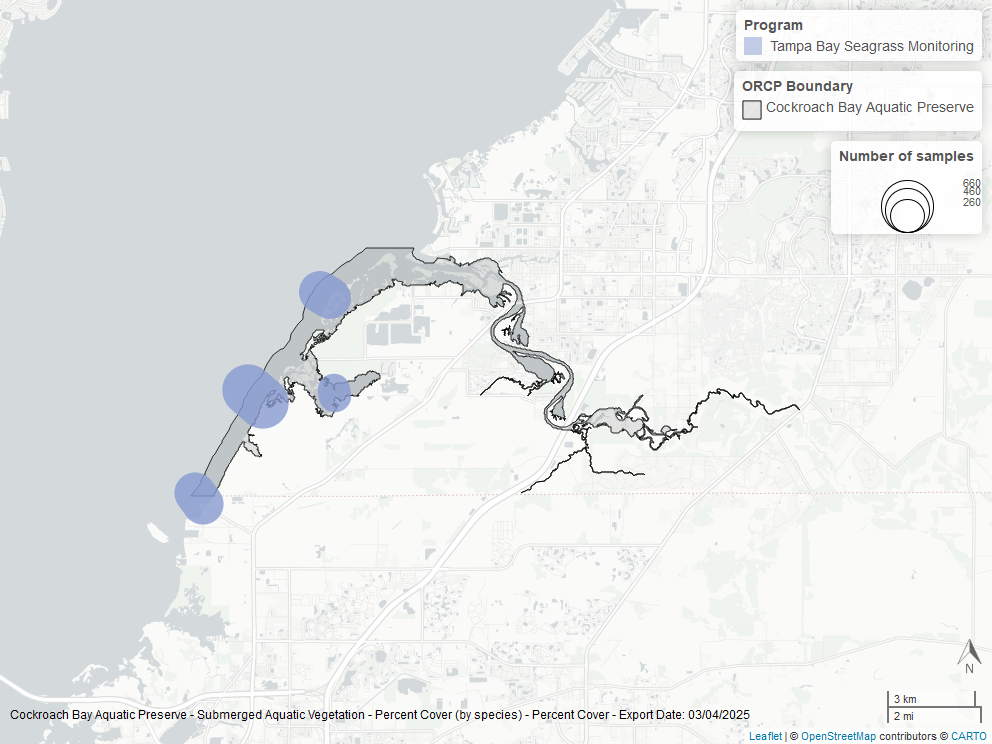 Program
Tampa Bay Seagrass Monitoring
ORCP Boundary
Cockroach Bay Aquatic Preserve
Number of samples
660
460
260
N
3 km
2 mi
Cockroach Bay Aquatic Preserve - Submerged Aquatic Vegetation - Percent Cover (by species) - Percent Cover - Export Date: 03/04/2025
Leaflet | © OpenStreetMap contributors © CARTO